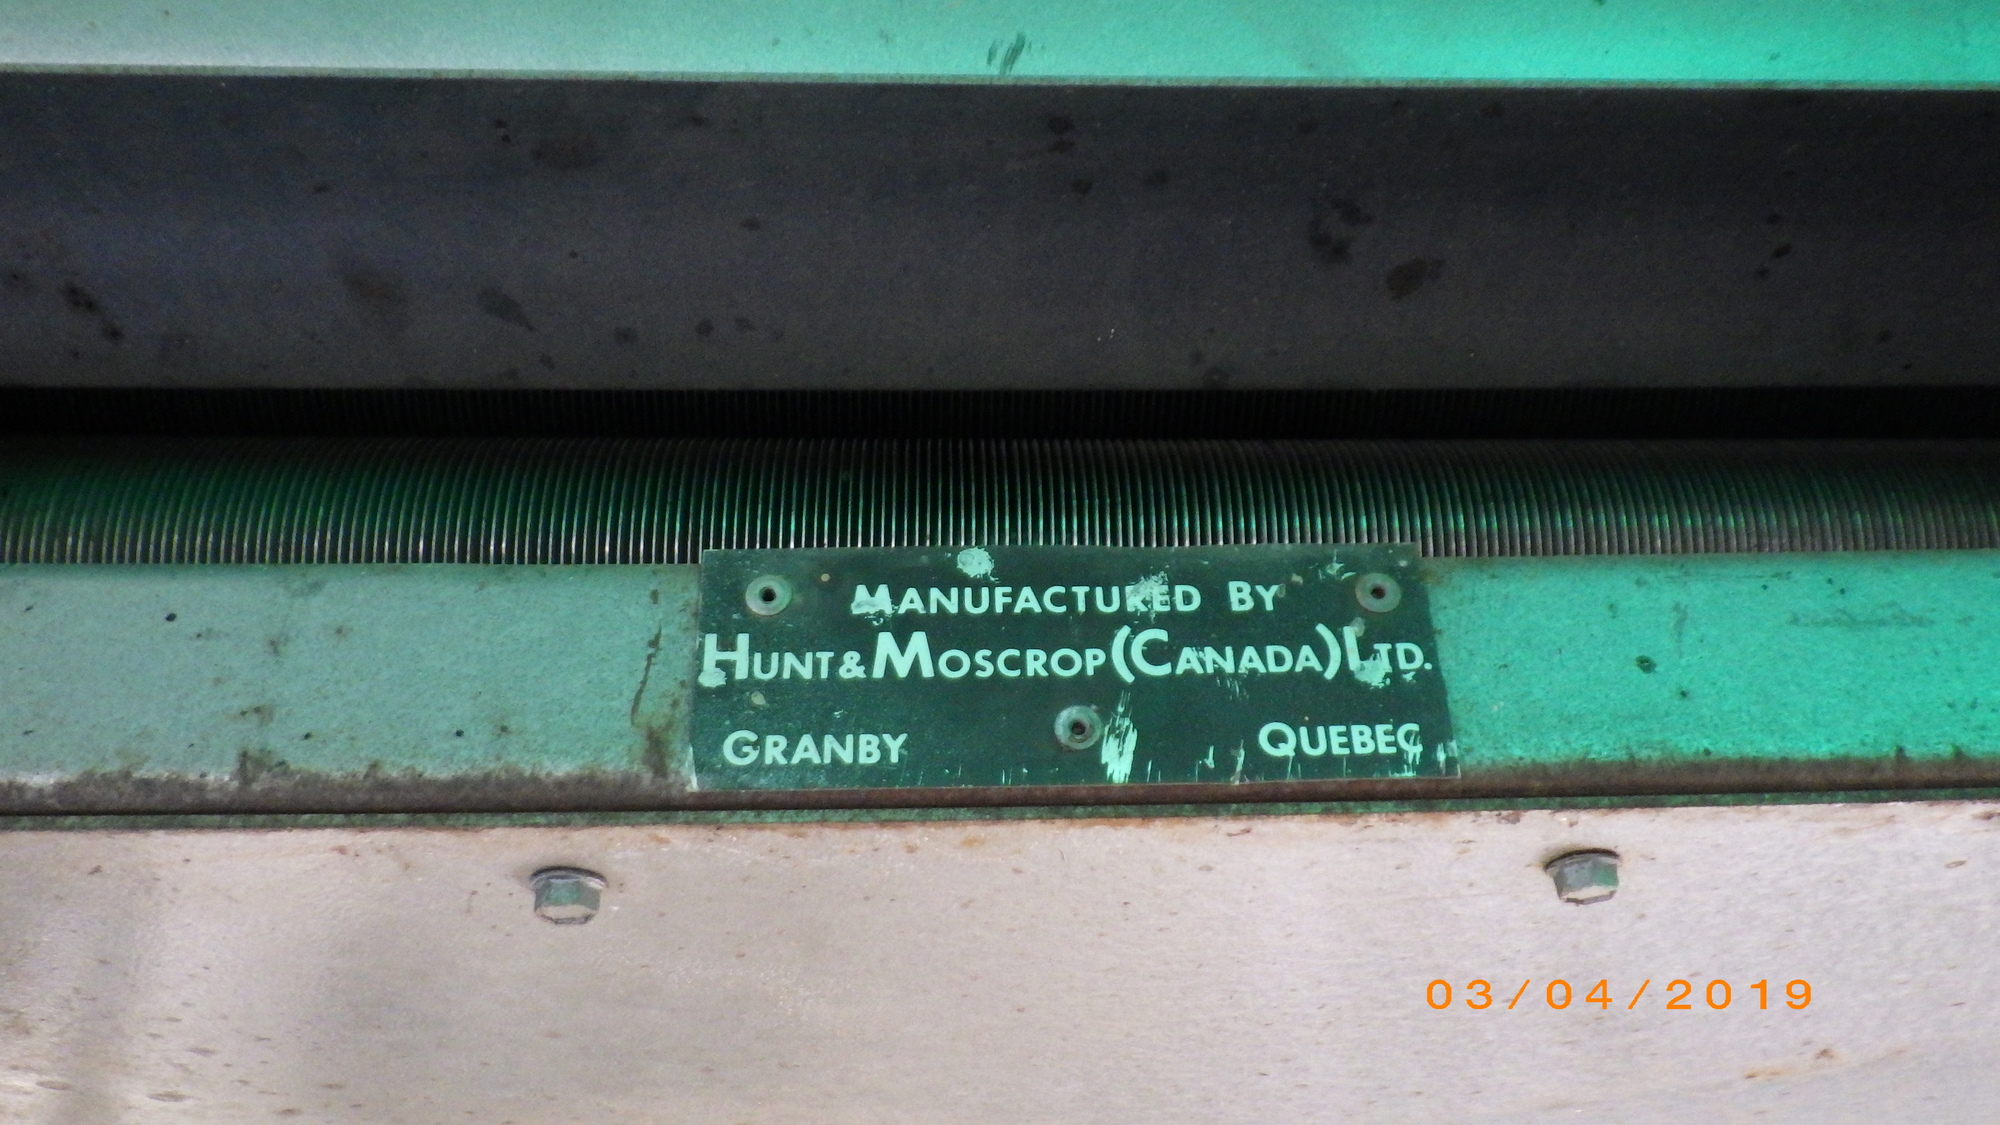 MANUFACTURED BY
HUNT & MOSCROP (CANADA) LTD.
GRANBY QUEBEC
03/04/2019